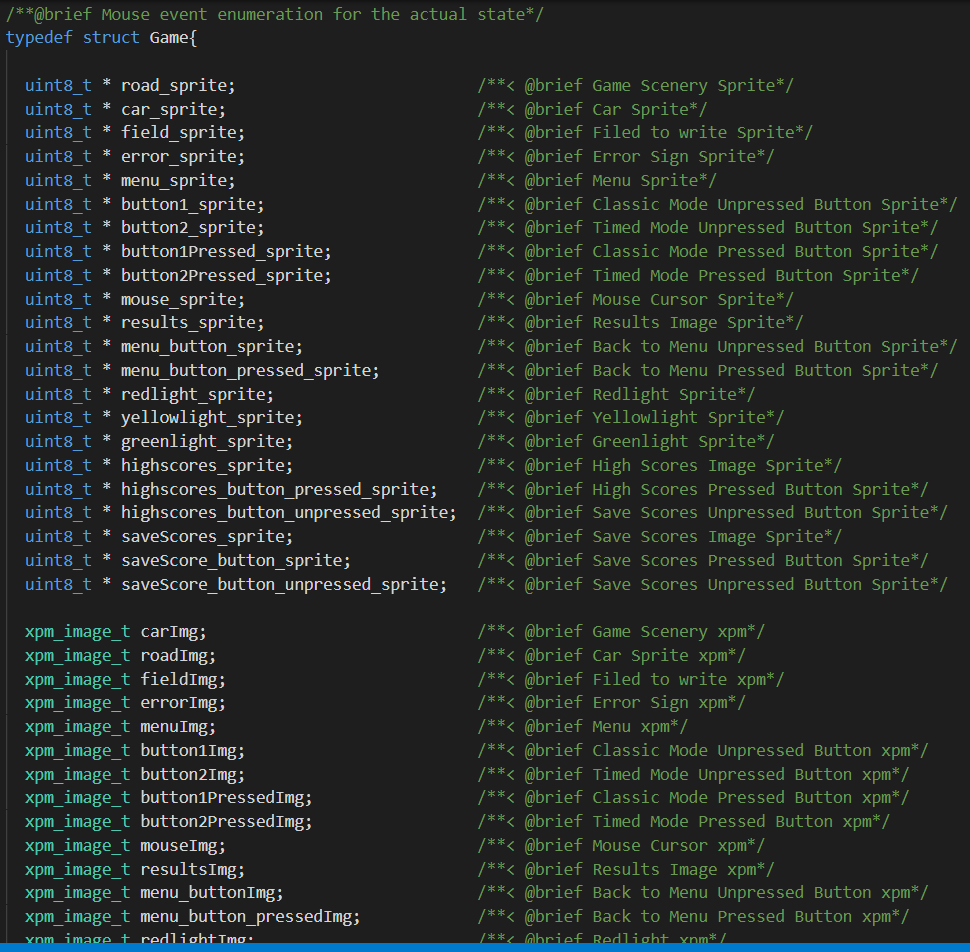 /**@brief Mouse event enumeration for the actual state*/
typedef struct Game{
uint8_t * road_sprite; /**< @brief Game Scenery Sprite*/
uint8_t * car_sprite; /**< @brief Car Sprite*/
uint8_t * field_sprite; /**< @brief Filed to write Sprite*/
uint8_t * error_sprite; /**< @brief Error Sign Sprite*/
uint8_t * menu_sprite; /**< @brief Menu Sprite*/
uint8_t * button1_sprite; /**< @brief Classic Mode Unpressed Button Sprite*/
uint8_t * button2_sprite; /**< @brief Timed Mode Unpressed Button Sprite*/
uint8_t * button1Pressed_sprite; /**< @brief Classic Mode Pressed Button Sprite*/
uint8_t * button2Pressed_sprite; /**< @brief Timed Mode Pressed Button Sprite*/
uint8_t * mouse_sprite; /**< @brief Mouse Cursor Sprite*/
uint8_t * results_sprite; /**< @brief Results Image Sprite*/
uint8_t * menu_button_sprite; /**< @brief Back to Menu Unpressed Button Sprite*/
uint8_t * menu_button_pressed_sprite; /**< @brief Back to Menu Pressed Button Sprite*/
uint8_t * redlight_sprite; /**< @brief Redlight Sprite*/
uint8_t * yellowlight_sprite; /**< @brief Yellowlight Sprite*/
uint8_t * greenlight_sprite; /**< @brief Greenlight Sprite*/
uint8_t * highscores_sprite; /**< @brief High Scores Image Sprite*/
uint8_t * highscores_button_pressed_sprite; /**< @brief High Scores Pressed Button Sprite*/
uint8_t * highscores_button_unpressed_sprite; /**< @brief Save Scores Unpressed Button Sprite*/
uint8_t * saveScores_sprite; /**< @brief Save Scores Image Sprite*/
uint8_t * saveScore_button_sprite; /**< @brief Save Scores Pressed Button Sprite*/
uint8_t * saveScore_button_unpressed_sprite; /**< @brief Save Scores Unpressed Button Sprite*/
xpm_image_t carImg; /**< @brief Game Scenery xpm*/
xpm_image_t roadImg; /**< @brief Car Sprite xpm*/
xpm_image_t fieldImg; /**< @brief Filed to write xpm*/
xpm_image_t errorImg; /**< @brief Error Sign xpm*/
xpm_image_t menuImg; /**< @brief Menu xpm*/
xpm_image_t button1Img; /**< @brief Classic Mode Unpressed Button xpm*/
xpm_image_t button2Img; /**< @brief Timed Mode Unpressed Button xpm*/
xpm_image_t button1PressedImg; /**< @brief Classic Mode Pressed Button xpm*/
xpm_image_t button2PressedImg; /**< @brief Timed Mode Pressed Button xpm*/
xpm_image_t mouseImg; /**< @brief Mouse Cursor xpm*/
xpm_image_t resultsImg; /**< @brief Results Image xpm*/
xpm_image_t menu_buttonImg; /**< @brief Back to Menu Unpressed Button xpm*/
xpm_image_t menu_button_pressedImg; /**< @brief Back to Menu Pressed Button xpm*/
xpm_image_t redlightImg; /**< @brief Redlight xpm*/